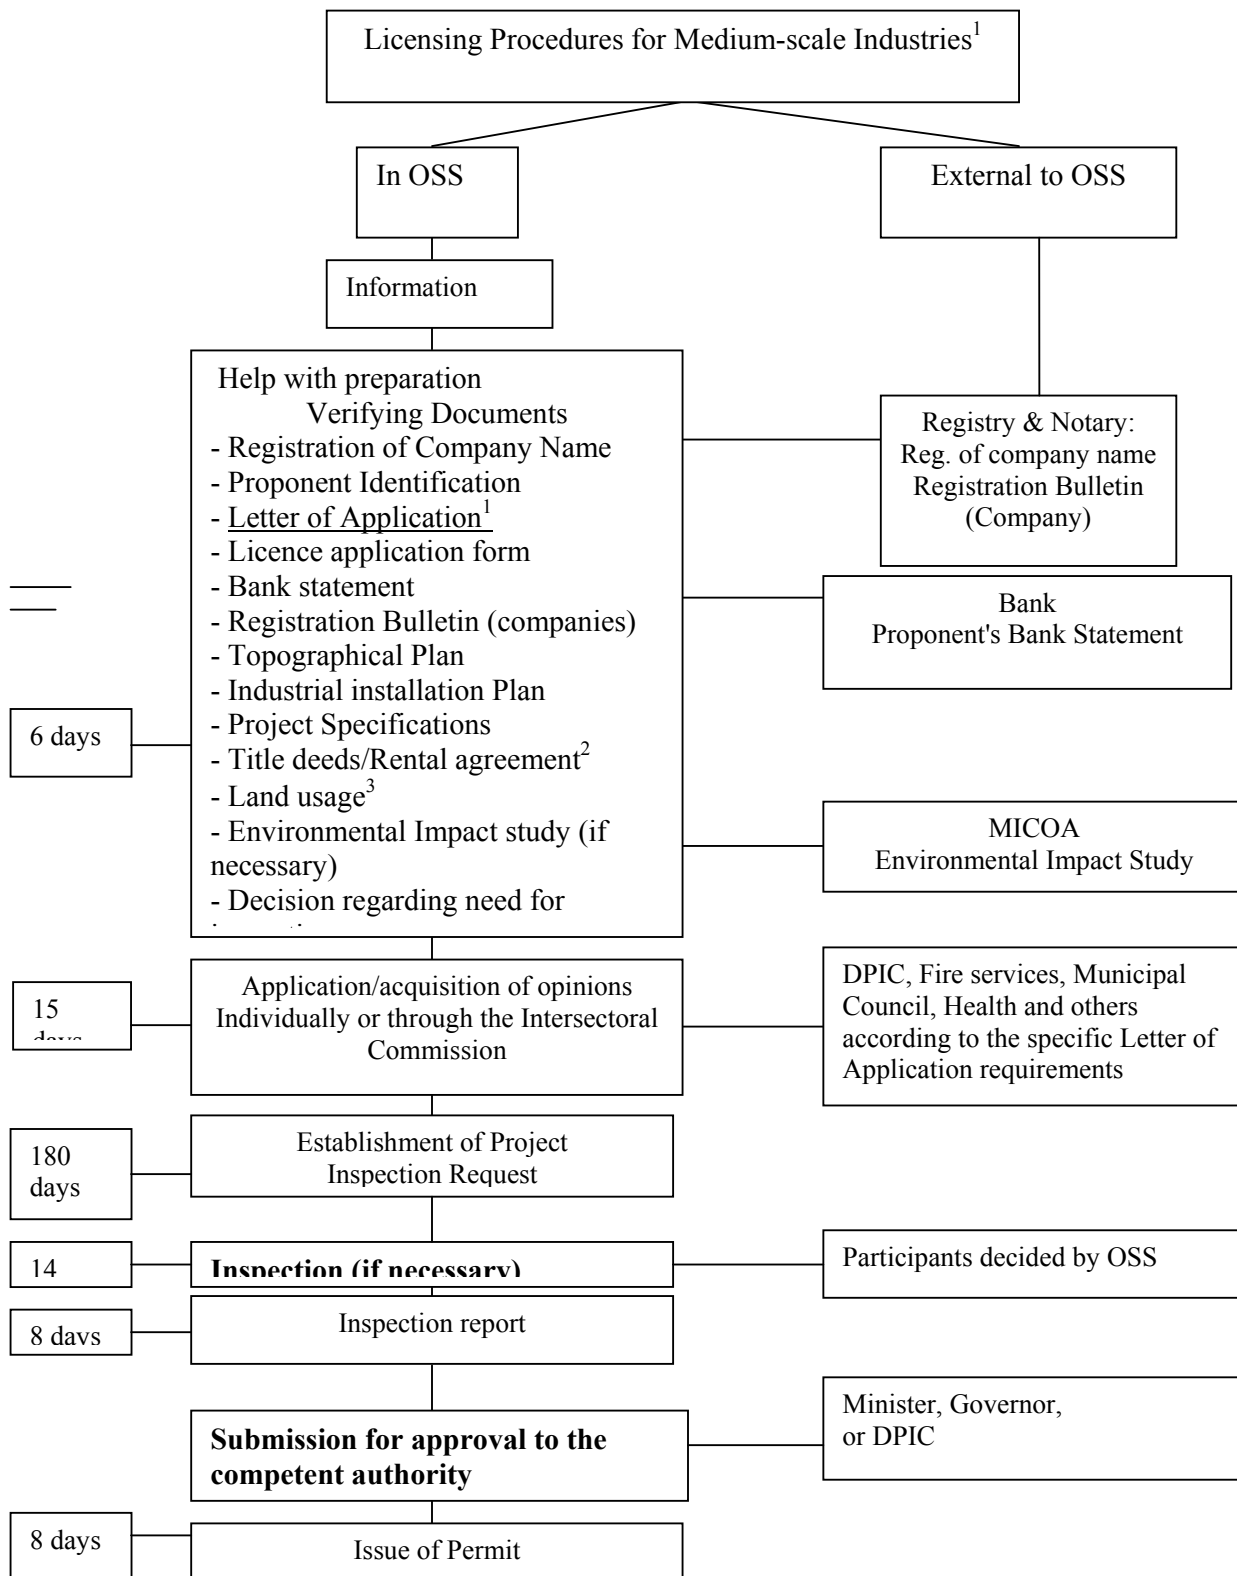 Licensing Procedures for Medium-scale Industries1
In OSS
External to OSS
Information
Help with preparation
Verifying Documents
- Registration of Company Name
- Proponent Identification
- Letter of Application1
- Licence application form
- Bank statement
- Registration Bulletin (companies)
- Topographical Plan
- Industrial installation Plan
- Project Specifications
- Title deeds/Rental agreement2
- Land usage3
- Environmental Impact study (if
necessary)
- Decision regarding need for
Registry & Notary:
Reg. of company name
Registration Bulletin
(Company)
Bank
Proponent's Bank Statement
6 days
MICOA
Environmental Impact Study
15
days
Application/acquisition of opinions
Individually or through the Intersectoral
Commission
DPIC, Fire services, Municipal
Council, Health and others
according to the specific Letter of
Application requirements
180
days
Establishment of Project
Inspection Request
14
Inspection (if necessary)
Participants decided by OSS
8 days
Inspection report
Submission for approval to the
competent authority
Minister, Governor,
or DPIC
8 days
Issue of Permit